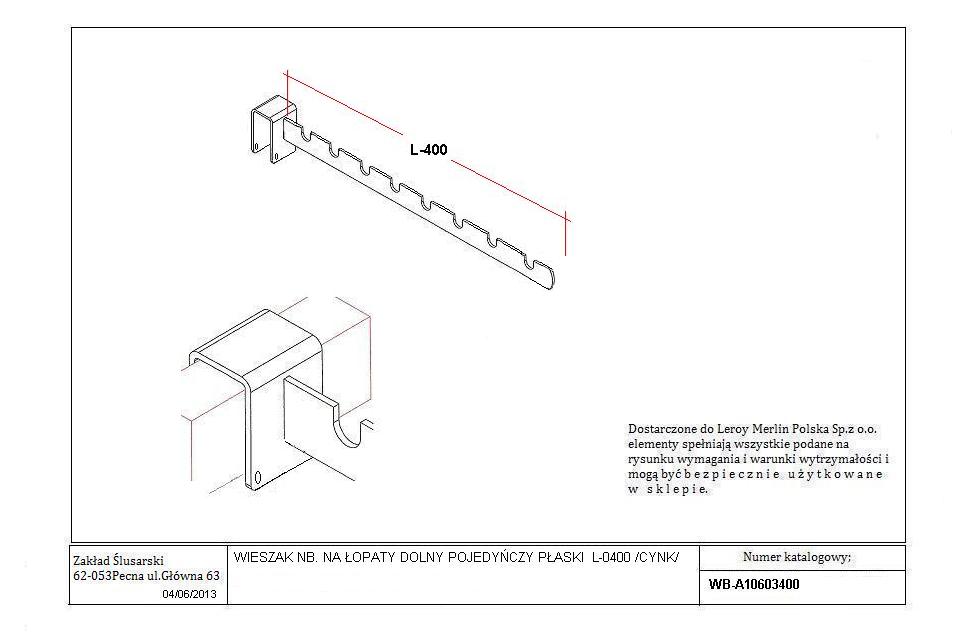 L-400
Dostarczone do Leroy Merlin Polska Sp.z o.o.
elementy spełniają wszystkie podane na
rysunku wymagania i warunki wytrzymałości i
mogą być b e z p i e c z n i e u ż y t k o w a n e
w s k l e p i e.
Zakład Ślusarski
62-053Pecna ul.Główna 63
04/06/2013
WIESZAK NB. NA ŁOPATY DOLNY POJEDYŃCZY PŁASKI L-0400 /CYNK/
Numer katalogowy;
WB-A10603400